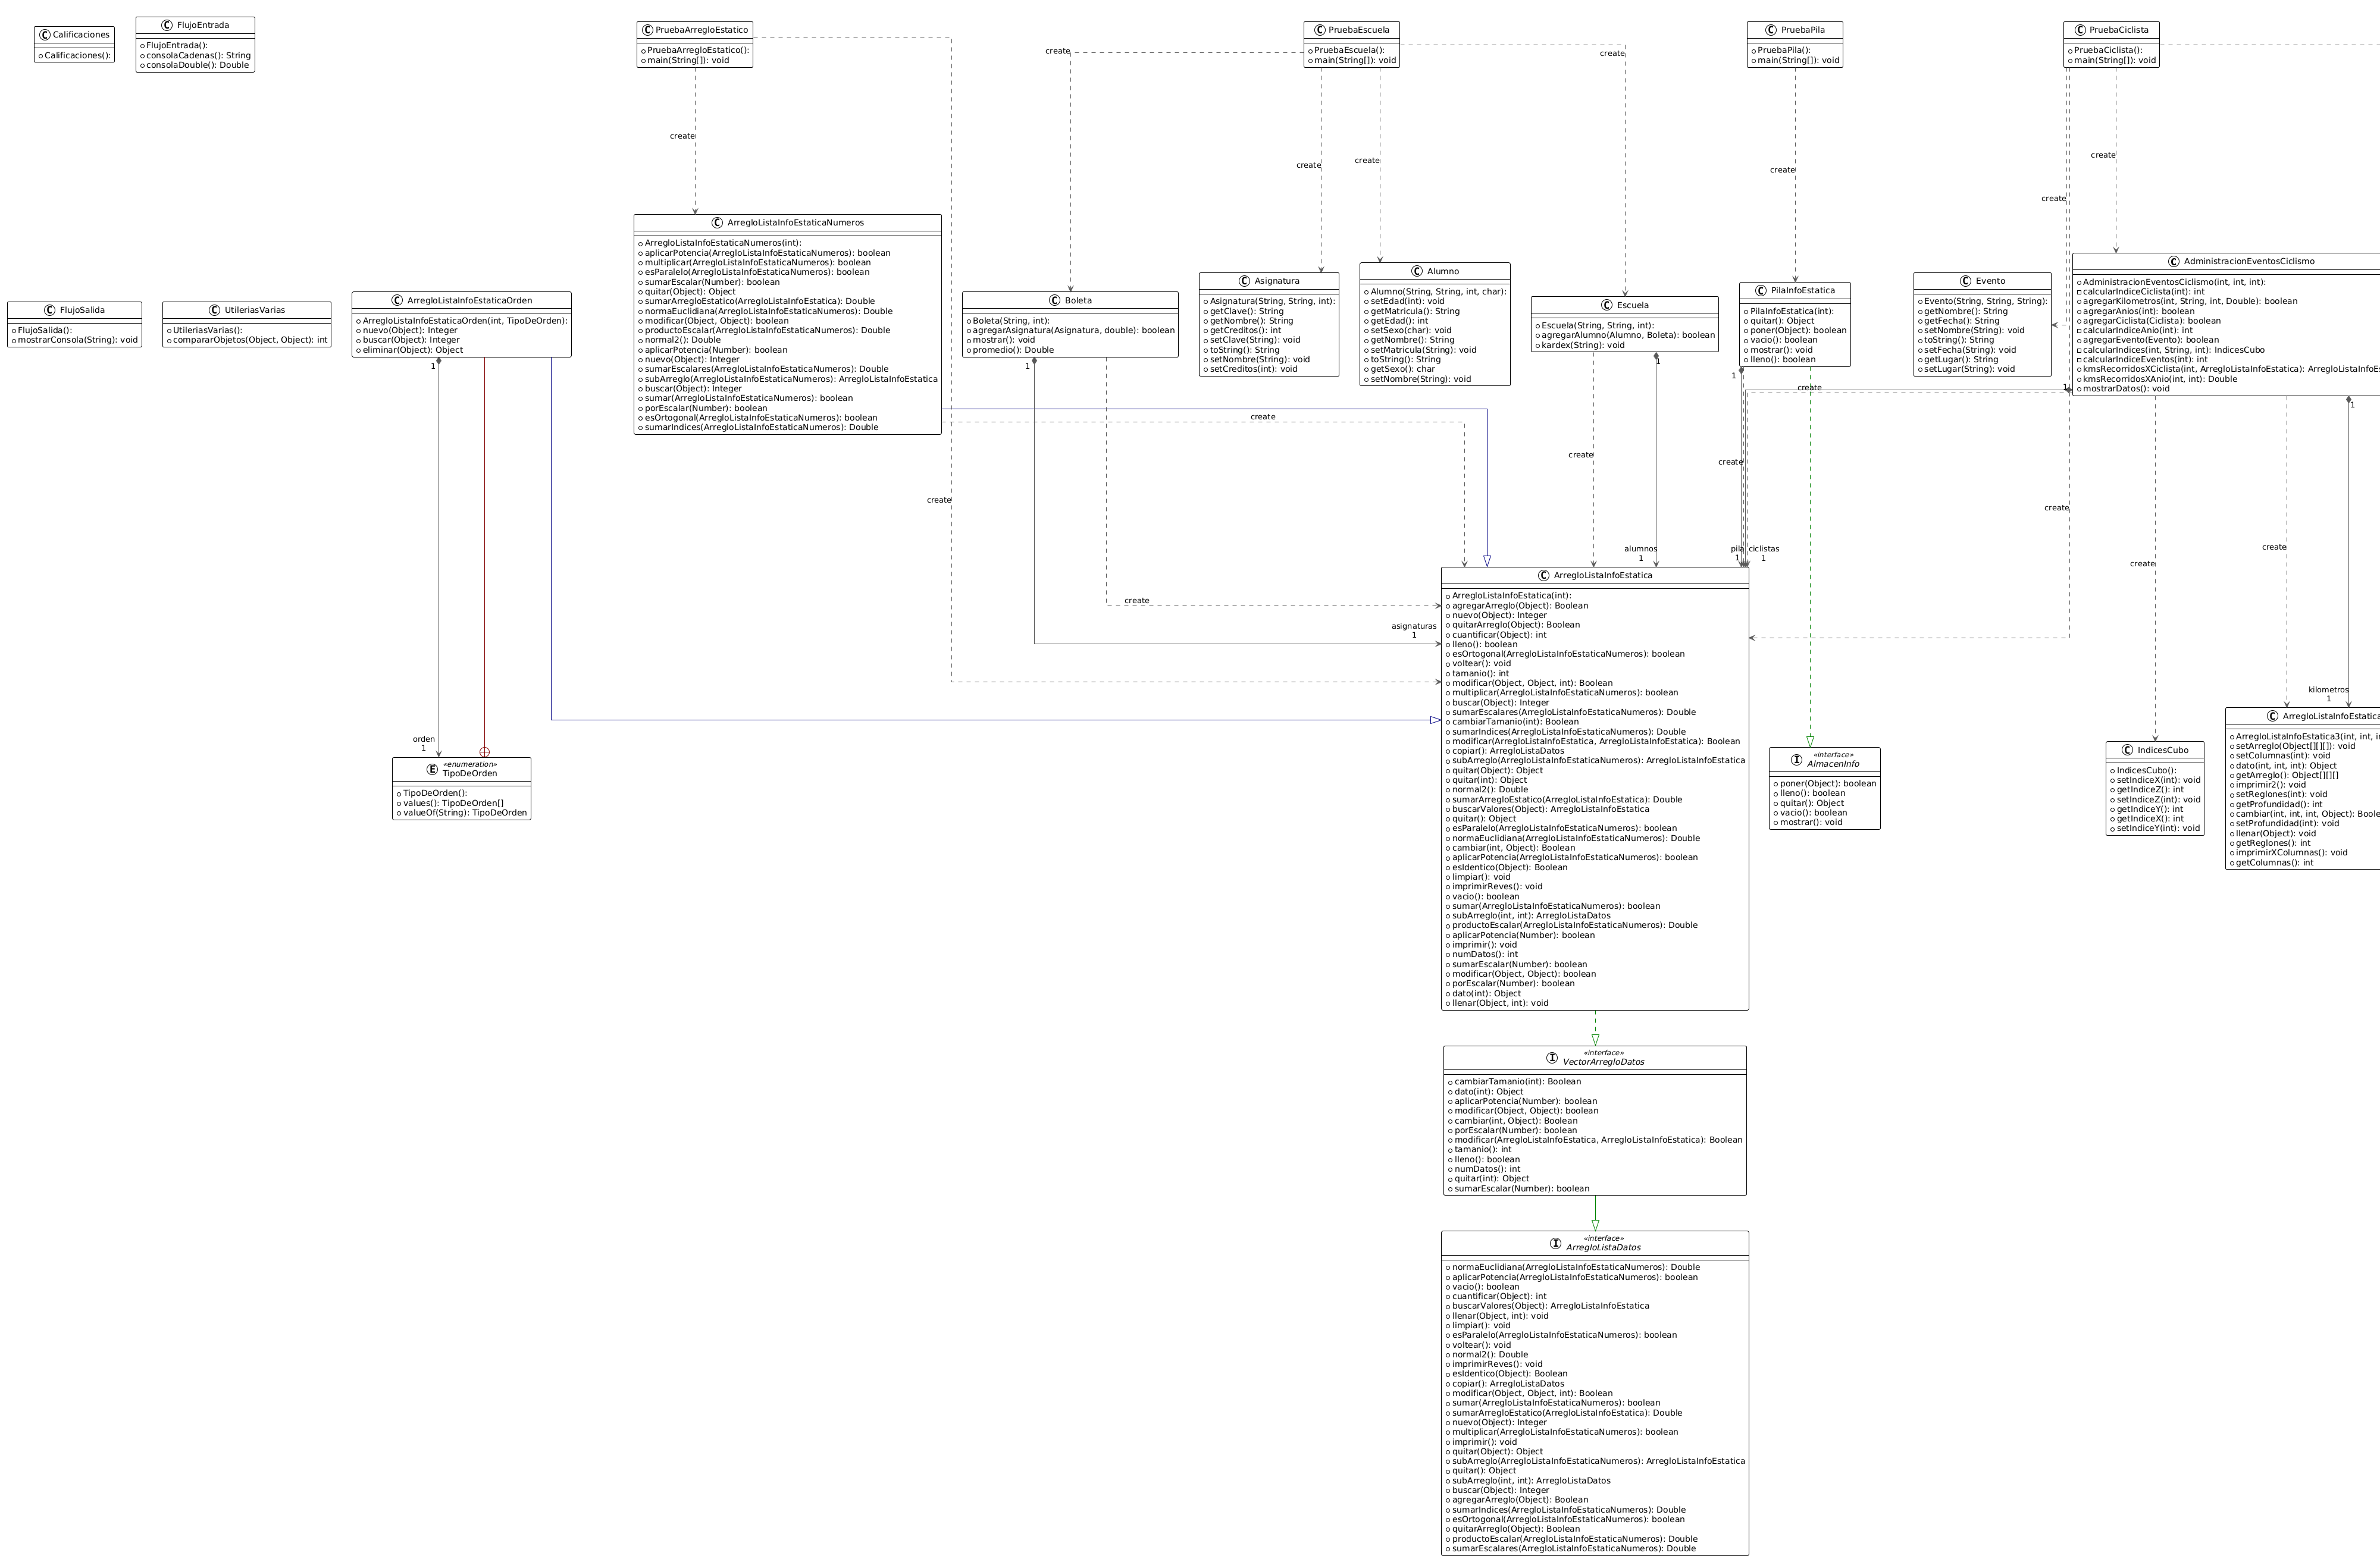 Calificaciones
Calificaciones():
FlujoEntrada
FlujoEntrada():
consolaCadenas(): String
consolaDouble(): Double
PruebaArregloEstatico
PruebaArregloEstatico():
main(String[]): void
PruebaEscuela
PruebaEscuela():
main(String[]): void
PruebaPila
PruebaPila():
main(String[]): void
PruebaCiclista
PruebaCiclista():
main(String[]): void
create
create
create
create
create
create
create
create
FlujoSalida
FlujoSalida():
mostrarConsola(String): void
UtileriasVarias
UtileriasVarias():
compararObjetos(Object, Object): int
ArregloListaInfoEstaticaOrden
ArregloListaInfoEstaticaOrden(int, TipoDeOrden):
nuevo(Object): Integer
buscar(Object): Integer
eliminar(Object): Object
1
ArregloListaInfoEstaticaNumeros
ArregloListaInfoEstaticaNumeros(int):
aplicarPotencia(ArregloListaInfoEstaticaNumeros): boolean
multiplicar(ArregloListaInfoEstaticaNumeros): boolean
esParalelo(ArregloListaInfoEstaticaNumeros): boolean
sumarEscalar(Number): boolean
quitar(Object): Object
sumarArregloEstatico(ArregloListaInfoEstatica): Double
normaEuclidiana(ArregloListaInfoEstaticaNumeros): Double
modificar(Object, Object): boolean
productoEscalar(ArregloListaInfoEstaticaNumeros): Double
normal2(): Double
aplicarPotencia(Number): boolean
nuevo(Object): Integer
sumarEscalares(ArregloListaInfoEstaticaNumeros): Double
subArreglo(ArregloListaInfoEstaticaNumeros): ArregloListaInfoEstatica
buscar(Object): Integer
sumar(ArregloListaInfoEstaticaNumeros): boolean
porEscalar(Number): boolean
esOrtogonal(ArregloListaInfoEstaticaNumeros): boolean
sumarIndices(ArregloListaInfoEstaticaNumeros): Double
Boleta
Boleta(String, int):
agregarAsignatura(Asignatura, double): boolean
mostrar(): void
promedio(): Double
1
Asignatura
Asignatura(String, String, int):
getClave(): String
getNombre(): String
getCreditos(): int
setClave(String): void
toString(): String
setNombre(String): void
setCreditos(int): void
Alumno
Alumno(String, String, int, char):
setEdad(int): void
getMatricula(): String
getEdad(): int
setSexo(char): void
getNombre(): String
setMatricula(String): void
toString(): String
getSexo(): char
setNombre(String): void
Escuela
Escuela(String, String, int):
agregarAlumno(Alumno, Boleta): boolean
kardex(String): void
1
PilaInfoEstatica
PilaInfoEstatica(int):
quitar(): Object
poner(Object): boolean
vacio(): boolean
mostrar(): void
lleno(): boolean
1
Evento
Evento(String, String, String):
getNombre(): String
getFecha(): String
toString(): String
setNombre(String): void
setFecha(String): void
getLugar(): String
setLugar(String): void
AdministracionEventosCiclismo
AdministracionEventosCiclismo(int, int, int):
calcularIndiceCiclista(int): int
agregarKilometros(int, String, int, Double): boolean
agregarAnios(int): boolean
agregarCiclista(Ciclista): boolean
calcularIndiceAnio(int): int
agregarEvento(Evento): boolean
calcularIndices(int, String, int): IndicesCubo
calcularIndiceEventos(int): int
kmsRecorridosXCiclista(int, ArregloListaInfoEstatica): ArregloListaInfoEs
kmsRecorridosXAnio(int, int): Double
mostrarDatos(): void
1
1
create
create
create
create
create
create
create
create
create
create
asignaturas
1
alumnos
1
pila
1
ciclistas
1
kilometros
1
orden
1
TipoDeOrden
«enumeration»
TipoDeOrden():
values(): TipoDeOrden[]
valueOf(String): TipoDeOrden
ArregloListaInfoEstatica
ArregloListaInfoEstatica(int):
agregarArreglo(Object): Boolean
nuevo(Object): Integer
quitarArreglo(Object): Boolean
cuantificar(Object): int
lleno(): boolean
esOrtogonal(ArregloListaInfoEstaticaNumeros): boolean
voltear(): void
tamanio(): int
modificar(Object, Object, int): Boolean
multiplicar(ArregloListaInfoEstaticaNumeros): boolean
buscar(Object): Integer
sumarEscalares(ArregloListaInfoEstaticaNumeros): Double
cambiarTamanio(int): Boolean
sumarIndices(ArregloListaInfoEstaticaNumeros): Double
modificar(ArregloListaInfoEstatica, ArregloListaInfoEstatica): Boolean
copiar(): ArregloListaDatos
subArreglo(ArregloListaInfoEstaticaNumeros): ArregloListaInfoEstatica
quitar(Object): Object
quitar(int): Object
normal2(): Double
sumarArregloEstatico(ArregloListaInfoEstatica): Double
buscarValores(Object): ArregloListaInfoEstatica
quitar(): Object
esParalelo(ArregloListaInfoEstaticaNumeros): boolean
normaEuclidiana(ArregloListaInfoEstaticaNumeros): Double
cambiar(int, Object): Boolean
aplicarPotencia(ArregloListaInfoEstaticaNumeros): boolean
esIdentico(Object): Boolean
limpiar(): void
imprimirReves(): void
vacio(): boolean
sumar(ArregloListaInfoEstaticaNumeros): boolean
subArreglo(int, int): ArregloListaDatos
productoEscalar(ArregloListaInfoEstaticaNumeros): Double
aplicarPotencia(Number): boolean
imprimir(): void
numDatos(): int
sumarEscalar(Number): boolean
modificar(Object, Object): boolean
porEscalar(Number): boolean
dato(int): Object
llenar(Object, int): void
«interface»
AlmacenInfo
poner(Object): boolean
lleno(): boolean
quitar(): Object
vacio(): boolean
mostrar(): void
IndicesCubo
IndicesCubo():
setIndiceX(int): void
getIndiceZ(): int
setIndiceZ(int): void
getIndiceY(): int
getIndiceX(): int
setIndiceY(int): void
ArregloListaInfoEstatica
ArregloListaInfoEstatica3(int, int, in
setArreglo(Object[][][]): void
setColumnas(int): void
dato(int, int, int): Object
getArreglo(): Object[][][]
imprimir2(): void
setReglones(int): void
getProfundidad(): int
cambiar(int, int, int, Object): Boole
setProfundidad(int): void
llenar(Object): void
getReglones(): int
imprimirXColumnas(): void
getColumnas(): int
«interface»
VectorArregloDatos
cambiarTamanio(int): Boolean
dato(int): Object
aplicarPotencia(Number): boolean
modificar(Object, Object): boolean
cambiar(int, Object): Boolean
porEscalar(Number): boolean
modificar(ArregloListaInfoEstatica, ArregloListaInfoEstatica): Boolean
tamanio(): int
lleno(): boolean
numDatos(): int
quitar(int): Object
sumarEscalar(Number): boolean
«interface»
ArregloListaDatos
normaEuclidiana(ArregloListaInfoEstaticaNumeros): Double
aplicarPotencia(ArregloListaInfoEstaticaNumeros): boolean
vacio(): boolean
cuantificar(Object): int
buscarValores(Object): ArregloListaInfoEstatica
llenar(Object, int): void
limpiar(): void
esParalelo(ArregloListaInfoEstaticaNumeros): boolean
voltear(): void
normal2(): Double
imprimirReves(): void
esIdentico(Object): Boolean
copiar(): ArregloListaDatos
modificar(Object, Object, int): Boolean
sumar(ArregloListaInfoEstaticaNumeros): boolean
sumarArregloEstatico(ArregloListaInfoEstatica): Double
nuevo(Object): Integer
multiplicar(ArregloListaInfoEstaticaNumeros): boolean
imprimir(): void
quitar(Object): Object
subArreglo(ArregloListaInfoEstaticaNumeros): ArregloListaInfoEstatica
quitar(): Object
subArreglo(int, int): ArregloListaDatos
buscar(Object): Integer
agregarArreglo(Object): Boolean
sumarIndices(ArregloListaInfoEstaticaNumeros): Double
esOrtogonal(ArregloListaInfoEstaticaNumeros): boolean
quitarArreglo(Object): Boolean
productoEscalar(ArregloListaInfoEstaticaNumeros): Double
sumarEscalares(ArregloListaInfoEstaticaNumeros): Double